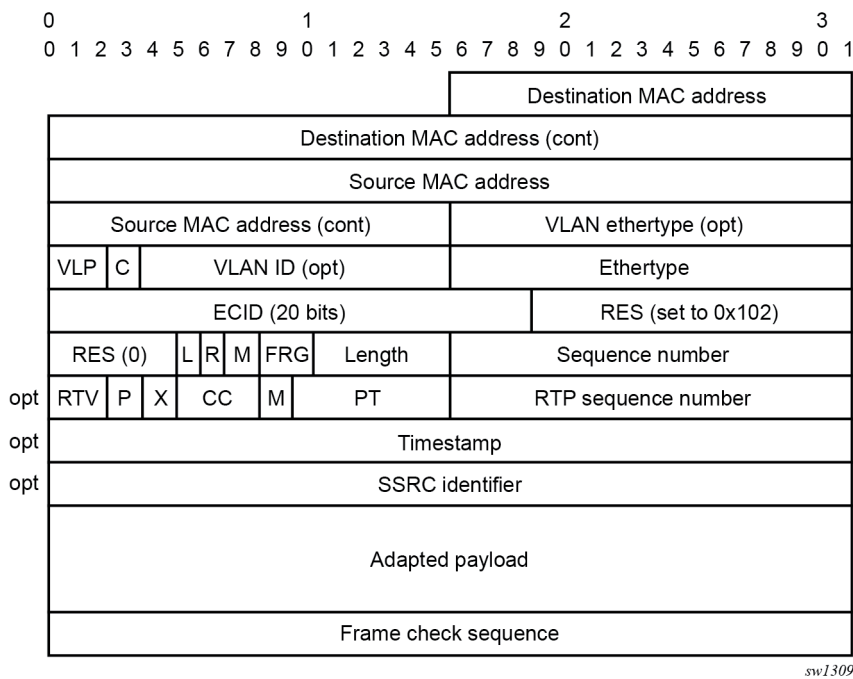 0 1 2 3
0 1 2 3 4 5 6 7 8 9 0 1 2 3 4 5 6 7 8 9 0 1 2 3 4 5 6 7 8 9 0 1
Destination MAC address
Destination MAC address (cont)
Source MAC address
Source MAC address (cont) VLAN ethertype (opt)
VLP C VLAN ID (opt) Ethertype
ECID (20 bits) RES (set to 0x102)
RES (0) L R M FRG Length Sequence number
opt RTV P X CC M PT RTP sequence number
opt Timestamp
opt SSRC identifier
Adapted payload
Frame check sequence
sw1309